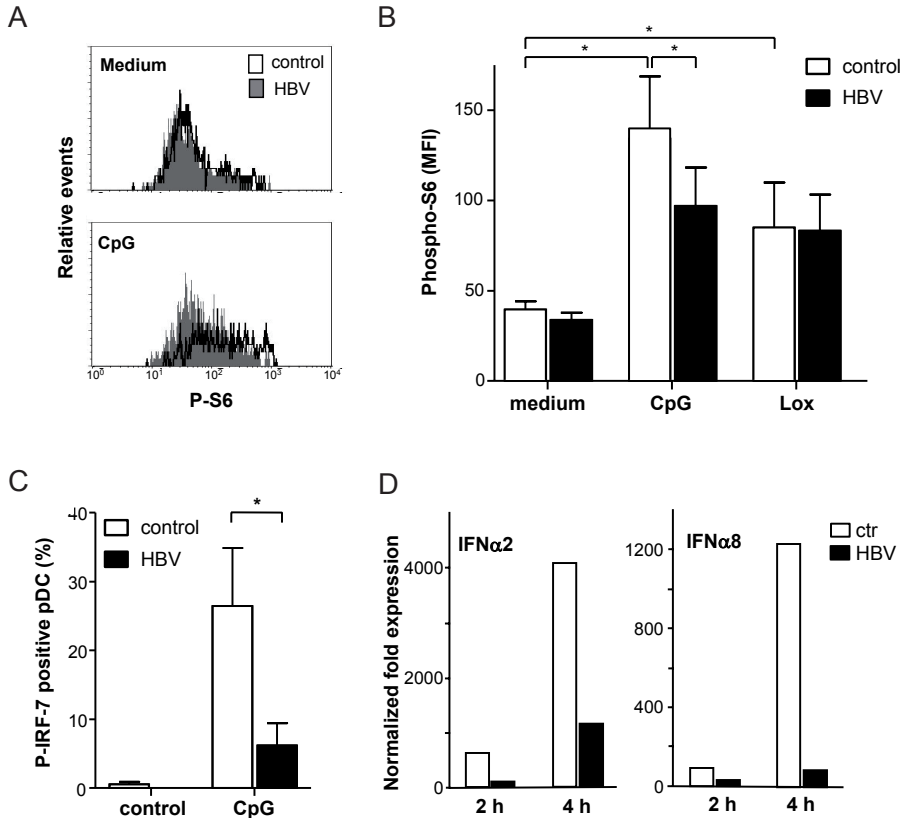 A
Medium
control
HBV
CpG
Relative events
10⁰ 10¹ 10² 10³ 10⁴
P-S6
B
*
* *
control
HBV
Phospho-S6 (MFI)
150
100
50
0
medium CpG Lox
C
*
control
HBV
P-IRF-7 positive pDC (%)
30
20
10
0
control CpG
D
IFNα2
Normalized fold expression
4000
2000
0
2 h 4 h
IFNα8
ctr
HBV
1200
800
400
0
2 h 4 h